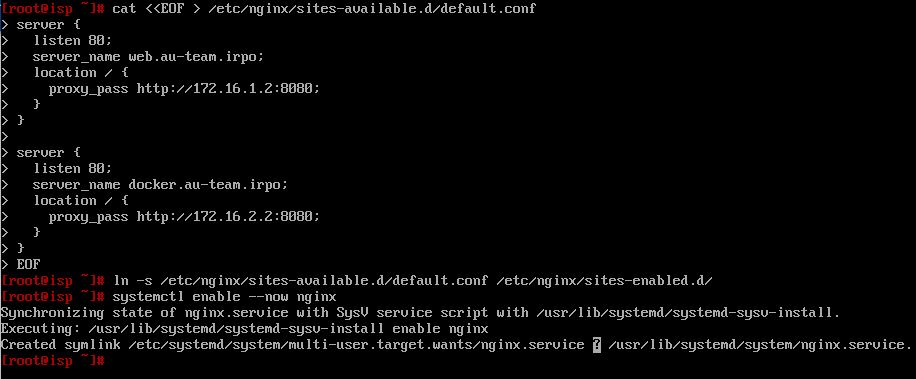 [root@isp ~]# cat <<EOF > /etc/nginx/sites-available.d/default.conf
> server {
>   listen 80;
>   server_name web.au-team.irpo;
>   location / {
>     proxy_pass http://172.16.1.2:8080;
>   }
> }
>
> server {
>   listen 80;
>   server_name docker.au-team.irpo;
>   location / {
>     proxy_pass http://172.16.2.2:8080;
>   }
> }
> EOF
[root@isp ~]# ln -s /etc/nginx/sites-available.d/default.conf /etc/nginx/sites-enabled.d/
[root@isp ~]# systemctl enable --now nginx
Synchronizing state of nginx.service with SysV service script with /usr/lib/systemd/systemd-sysv-install.
Executing: /usr/lib/systemd/systemd-sysv-install enable nginx
Created symlink /etc/systemd/system/multi-user.target.wants/nginx.service ? /usr/lib/systemd/system/nginx.service.
[root@isp ~]#